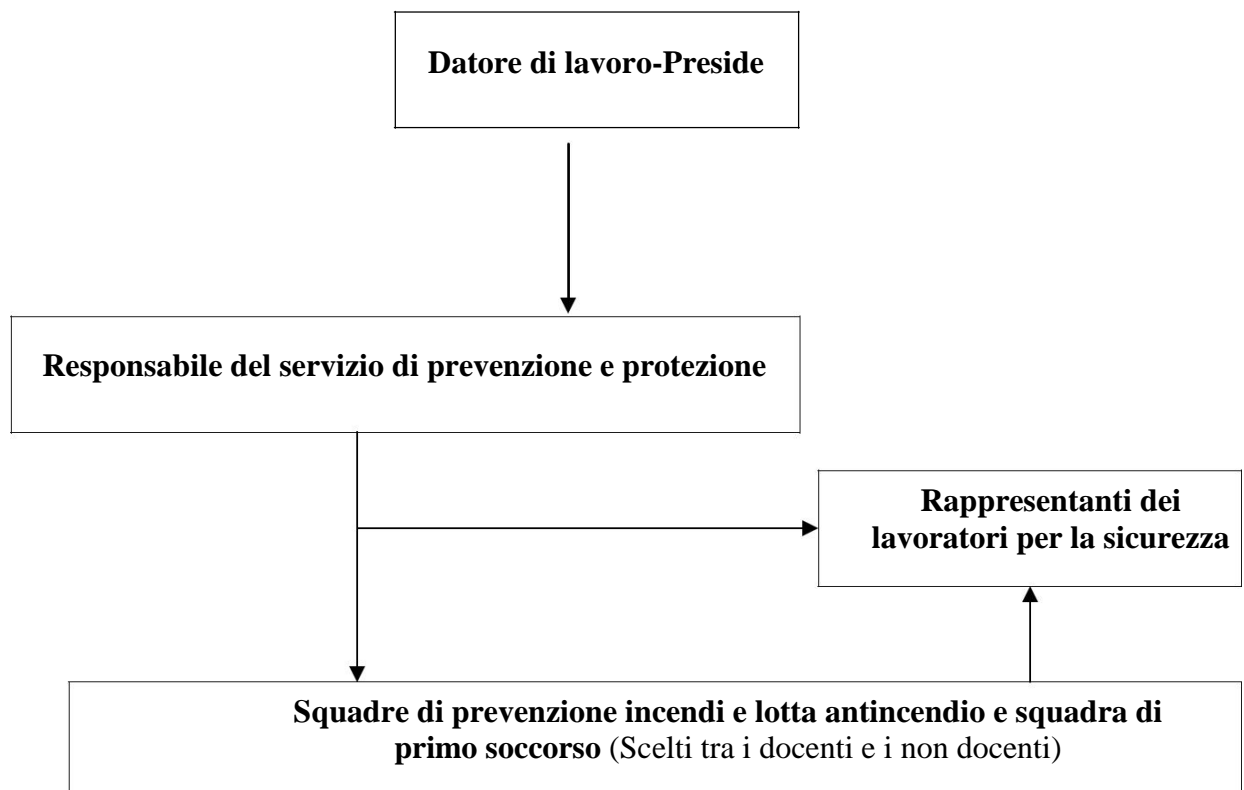 Datore di lavoro-Preside
Responsabile del servizio di prevenzione e protezione
Rappresentanti dei
lavoratori per la sicurezza
Squadre di prevenzione incendi e lotta antincendio e squadra di
primo soccorso (Scelti tra i docenti e i non docenti)